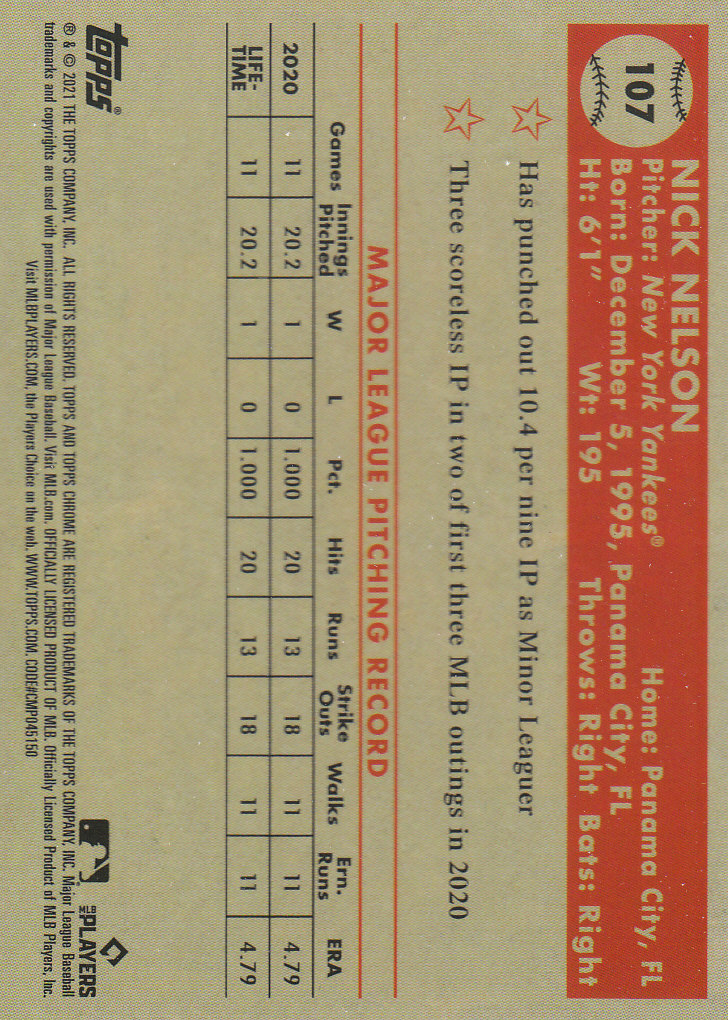 107
NICK NELSON
Pitcher: New York Yankees® Home: Panama City, FL
Born: December 5, 1995, Panama City, FL
Ht: 6'1" Wt: 195 Throws: Right Bats: Right
Has punched out 10.4 per nine IP as Minor Leaguer
Three scoreless IP in two of first three MLB outings in 2020
MAJOR LEAGUE PITCHING RECORD
Games Innings Pitched W L Pct. Hits Runs Strike Outs Walks Ern. Runs ERA
2020 11 20.2 1 0 1.000 20 13 18 11 11 4.79
LIFE-TIME 11 20.2 1 0 1.000 20 13 18 11 11 4.79
topps®
MLB PLAYERS
® & © 2021 THE TOPPS COMPANY, INC. ALL RIGHTS RESERVED. TOPPS AND TOPPS CHROME ARE REGISTERED TRADEMARKS OF THE TOPPS COMPANY, INC. Major League Baseball
trademarks and copyrights are used with permission of Major League Baseball. Visit MLB.com. OFFICIALLY LICENSED PRODUCT OF MLB. Officially Licensed Product of MLB Players, Inc.
Visit MLBPLAYERS.COM, the Players Choice on the web. WWW.TOPPS.COM. CODE#CMP045150